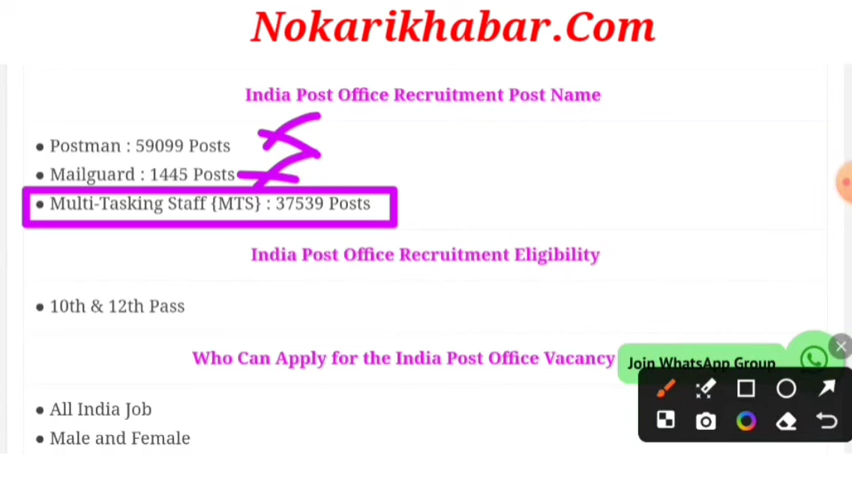 Nokarikhabar.Com
India Post Office Recruitment Post Name
● Postman : 59099 Posts
● Mailguard : 1445 Posts
● Multi-Tasking Staff {MTS} : 37539 Posts
India Post Office Recruitment Eligibility
● 10th & 12th Pass
Who Can Apply for the India Post Office Vacancy
Join WhatsApp Group
● All India Job
● Male and Female